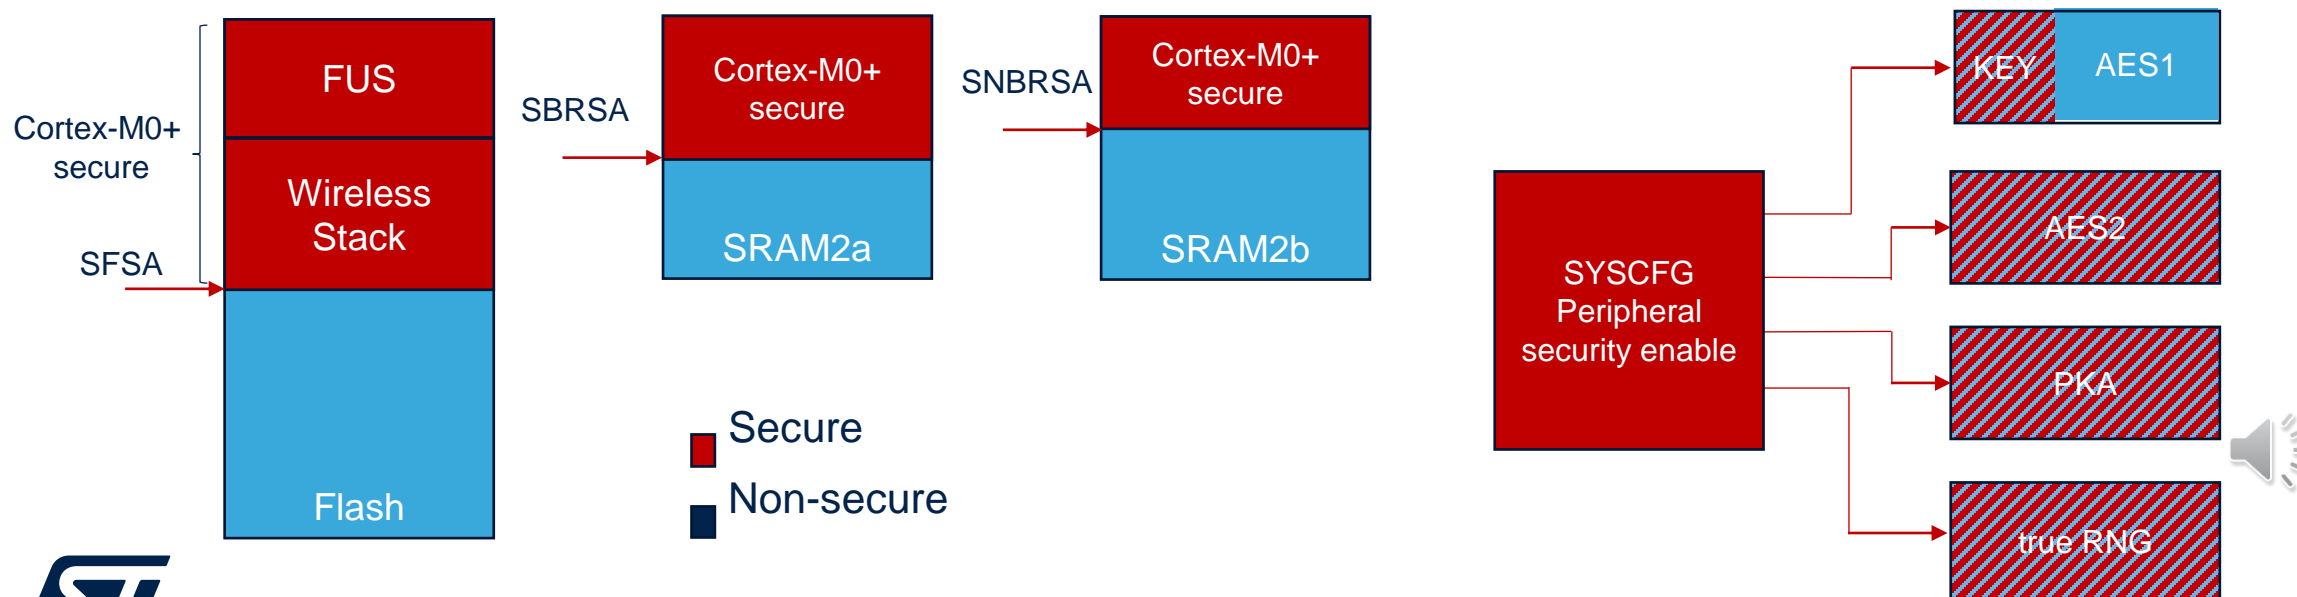 Cortex-M0+
secure
SFSA
FUS
Wireless
Stack
Flash
SBRSA
Cortex-M0+
secure
SRAM2a
SNBRSA
Cortex-M0+
secure
SRAM2b
Secure
Non-secure
SYSCFG
Peripheral
security enable
KEY
AES1
AES2
PKA
true RNG
ST